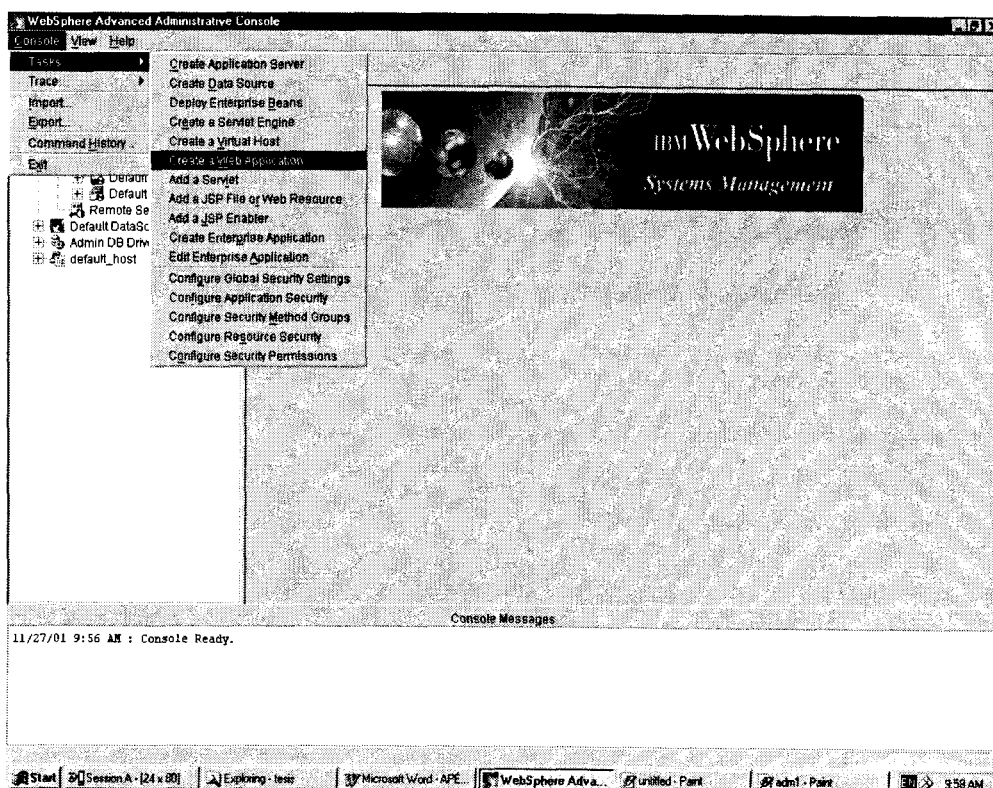 WebSphere Advanced Administrative Console
Console View Help
Tasks
Trace
Import...
Export...
Command History...
Exit
Create Application Server
Create Data Source
Deploy Enterprise Beans
Create a Servlet Engine
Create a Virtual Host
Create a Web Application
Add a Servlet
Add a JSP File or Web Resource
Add a JSP Enabler
Create Enterprise Application
Edit Enterprise Application
Configure Global Security Settings
Configure Application Security
Configure Security Method Groups
Configure Resource Security
Configure Security Permissions
Default
Default
Remote Se
Default DataSc
Admin DB Driv
default_host
IBM WebSphere
Systems Management
Console Messages
11/27/01 9:56 AM : Console Ready.
Start Session A - [24 x 80] Exploring - tesis Microsoft Word - APÉ... WebSphere Adva... untitled - Paint adm1 - Paint En 9:59 AM